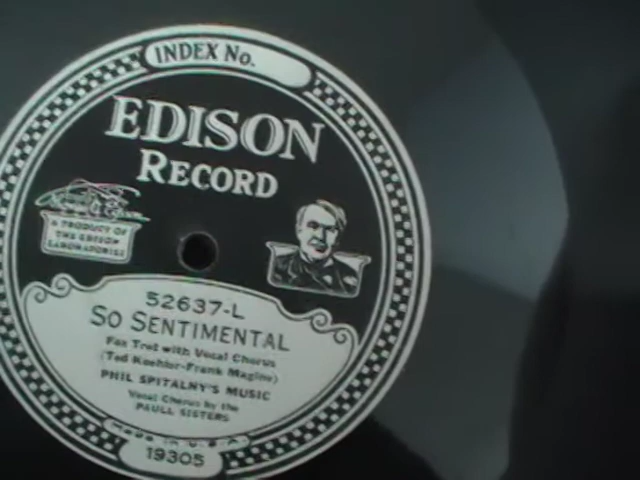 INDEX No.
EDISON
RECORD
A PRODUCT OF
THE EDISON
LABORATORIES
52637-L
SO SENTIMENTAL
Fox Trot with Vocal Chorus
(Ted Koehler-Frank Magine)
PHIL SPITALNY'S MUSIC
Vocal Chorus by the
PAULL SISTERS
MADE IN U.S.A.
19305